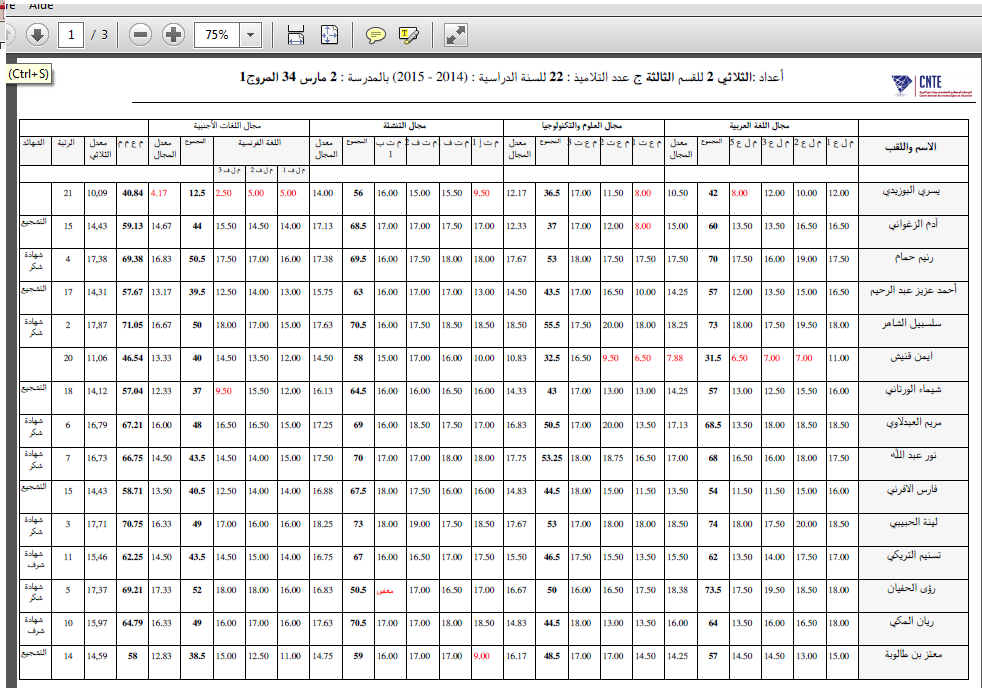 Aide
1 / 3 75%
(Ctrl+S)
أعداد :الثلاثي 2 للقسم الثالثة ج عدد التلاميذ : 22 للسنة الدراسية : (2014 - 2015) بالمدرسة : 2 مارس 34 المروج1
CNTE
الاسم واللقب مجال اللغة العربية مجال العلوم والتكنولوجيا مجال التنشئة مجال اللغات الأجنبية
م ل ع 1 م ل ع 2 م ل ع 3 م ل ع 5 المجموع معدل المجال م ع ت 1 م ع ت 2 م ع ت 3 المجموع معدل المجال م ت إ 1 م ت ف 1 م ت ف 2 م ت ب 1 المجموع معدل المجال اللغة الفرنسية المجموع معدل المجال م ع م م معدل الثلاثي الرتبة الشهائد
م ل ف 1 م ل ف 2 م ل ف 3
يسري البوزيدي 12.00 10.00 12.00 8.00 42 10.50 8.00 11.50 17.00 36.5 12.17 9.50 15.50 15.00 16.00 56 14.00 5.00 5.00 2.50 12.5 4.17 40.84 10,09 21
آدم الزغواني 16.50 16.50 13.50 13.50 60 15.00 8.00 12.00 17.00 37 12.33 17.00 17.50 17.00 17.00 68.5 17.13 14.00 14.50 15.50 44 14.67 59.13 14,43 15 التشجيع
رنيم حمام 17.50 19.00 16.00 17.50 70 17.50 17.50 17.50 18.00 53 17.67 18.00 18.00 17.50 16.00 69.5 17.38 16.00 17.00 17.50 50.5 16.83 69.38 17,38 4 شهادة شكر
أحمد عزيز عبد الرحيم 16.50 15.00 13.50 12.00 57 14.25 10.00 16.50 17.00 43.5 14.50 13.00 17.00 17.00 16.00 63 15.75 13.00 14.00 12.50 39.5 13.17 57.67 14,31 17 التشجيع
سلسبيل الشاهر 18.00 19.50 17.50 18.00 73 18.25 18.00 20.00 17.50 55.5 18.50 18.50 18.50 17.50 16.00 70.5 17.63 15.00 17.00 18.00 50 16.67 71.05 17,87 2 شهادة شكر
ايمن قنيش 11.00 7.00 7.00 6.50 31.5 7.88 6.50 9.50 16.50 32.5 10.83 10.00 16.00 17.00 15.00 58 14.50 12.00 13.50 14.50 40 13.33 46.54 11,06 20
شيماء الورتاني 16.00 15.50 12.50 13.00 57 14.25 13.00 13.00 17.00 43 14.33 16.00 16.50 16.00 16.00 64.5 16.13 12.00 15.50 9.50 37 12.33 57.04 14,12 18 التشجيع
مريم العبدلاوي 18.50 18.50 18.00 13.50 68.5 17.13 13.50 20.00 17.00 50.5 16.83 17.00 17.50 18.50 16.00 69 17.25 15.00 16.50 16.50 48 16.00 67.21 16,79 6 شهادة شكر
نور عبد الله 17.50 18.00 16.00 16.50 68 17.00 16.50 18.75 18.00 53.25 17.75 18.00 18.00 17.00 17.00 70 17.50 15.00 14.00 14.50 43.5 14.50 66.75 16,73 7 شهادة شكر
فارس الافرني 16.00 15.00 11.50 11.50 54 13.50 11.50 15.00 18.00 44.5 14.83 16.00 16.00 17.50 18.00 67.5 16.88 14.00 14.00 12.50 40.5 13.50 58.71 14,43 15 التشجيع
لينة الحبيبي 18.50 20.00 17.50 18.00 74 18.50 18.00 18.00 17.00 53 17.67 18.50 17.50 19.00 18.00 73 18.25 16.00 16.00 17.00 49 16.33 70.75 17,71 3 شهادة شكر
تسنيم التريكي 17.00 17.50 14.00 13.50 62 15.50 13.50 15.50 17.50 46.5 15.50 17.50 17.00 16.50 16.00 67 16.75 14.00 15.00 14.50 43.5 14.50 62.25 15,46 11 شهادة شرف
رؤى الحفيان 18.00 18.50 19.50 17.50 73.5 18.38 17.50 16.50 16.00 50 16.67 17.00 16.50 17.00 معفى 50.5 16.83 16.00 18.00 18.00 52 17.33 69.21 17,37 5 شهادة شكر
ريان المكي 18.00 16.50 16.00 13.50 64 16.00 13.50 13.00 18.00 44.5 14.83 18.50 18.00 17.00 17.00 70.5 17.63 16.00 17.00 16.00 49 16.33 64.79 15,97 10 شهادة شرف
معتز بن طالوبة 15.00 13.00 14.50 14.50 57 14.25 14.50 17.00 17.00 48.5 16.17 9.00 17.00 17.00 16.00 59 14.75 11.00 12.50 15.00 38.5 12.83 58 14,59 14 التشجيع